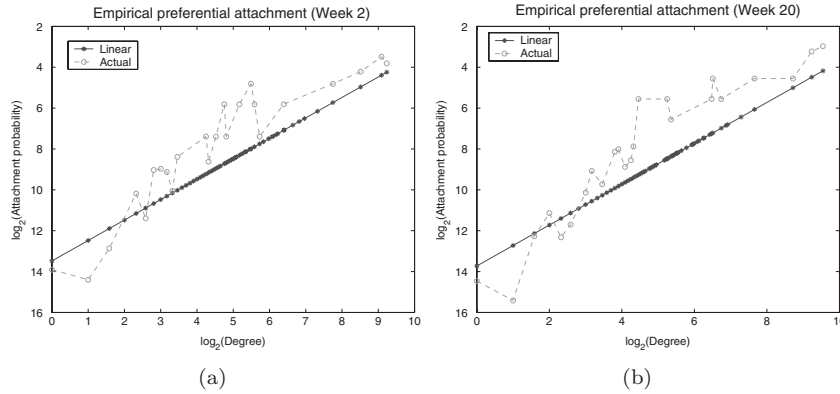 Empirical preferential attachment (Week 2)
Linear
Actual
2
4
6
8
10
12
14
16
log2(Attachment probability)
0 1 2 3 4 5 6 7 8 9 10
log2(Degree)
(a)
Empirical preferential attachment (Week 20)
Linear
Actual
2
4
6
8
10
12
14
16
log2(Attachment probability)
0 2 4 6 8 10
log2(Degree)
(b)